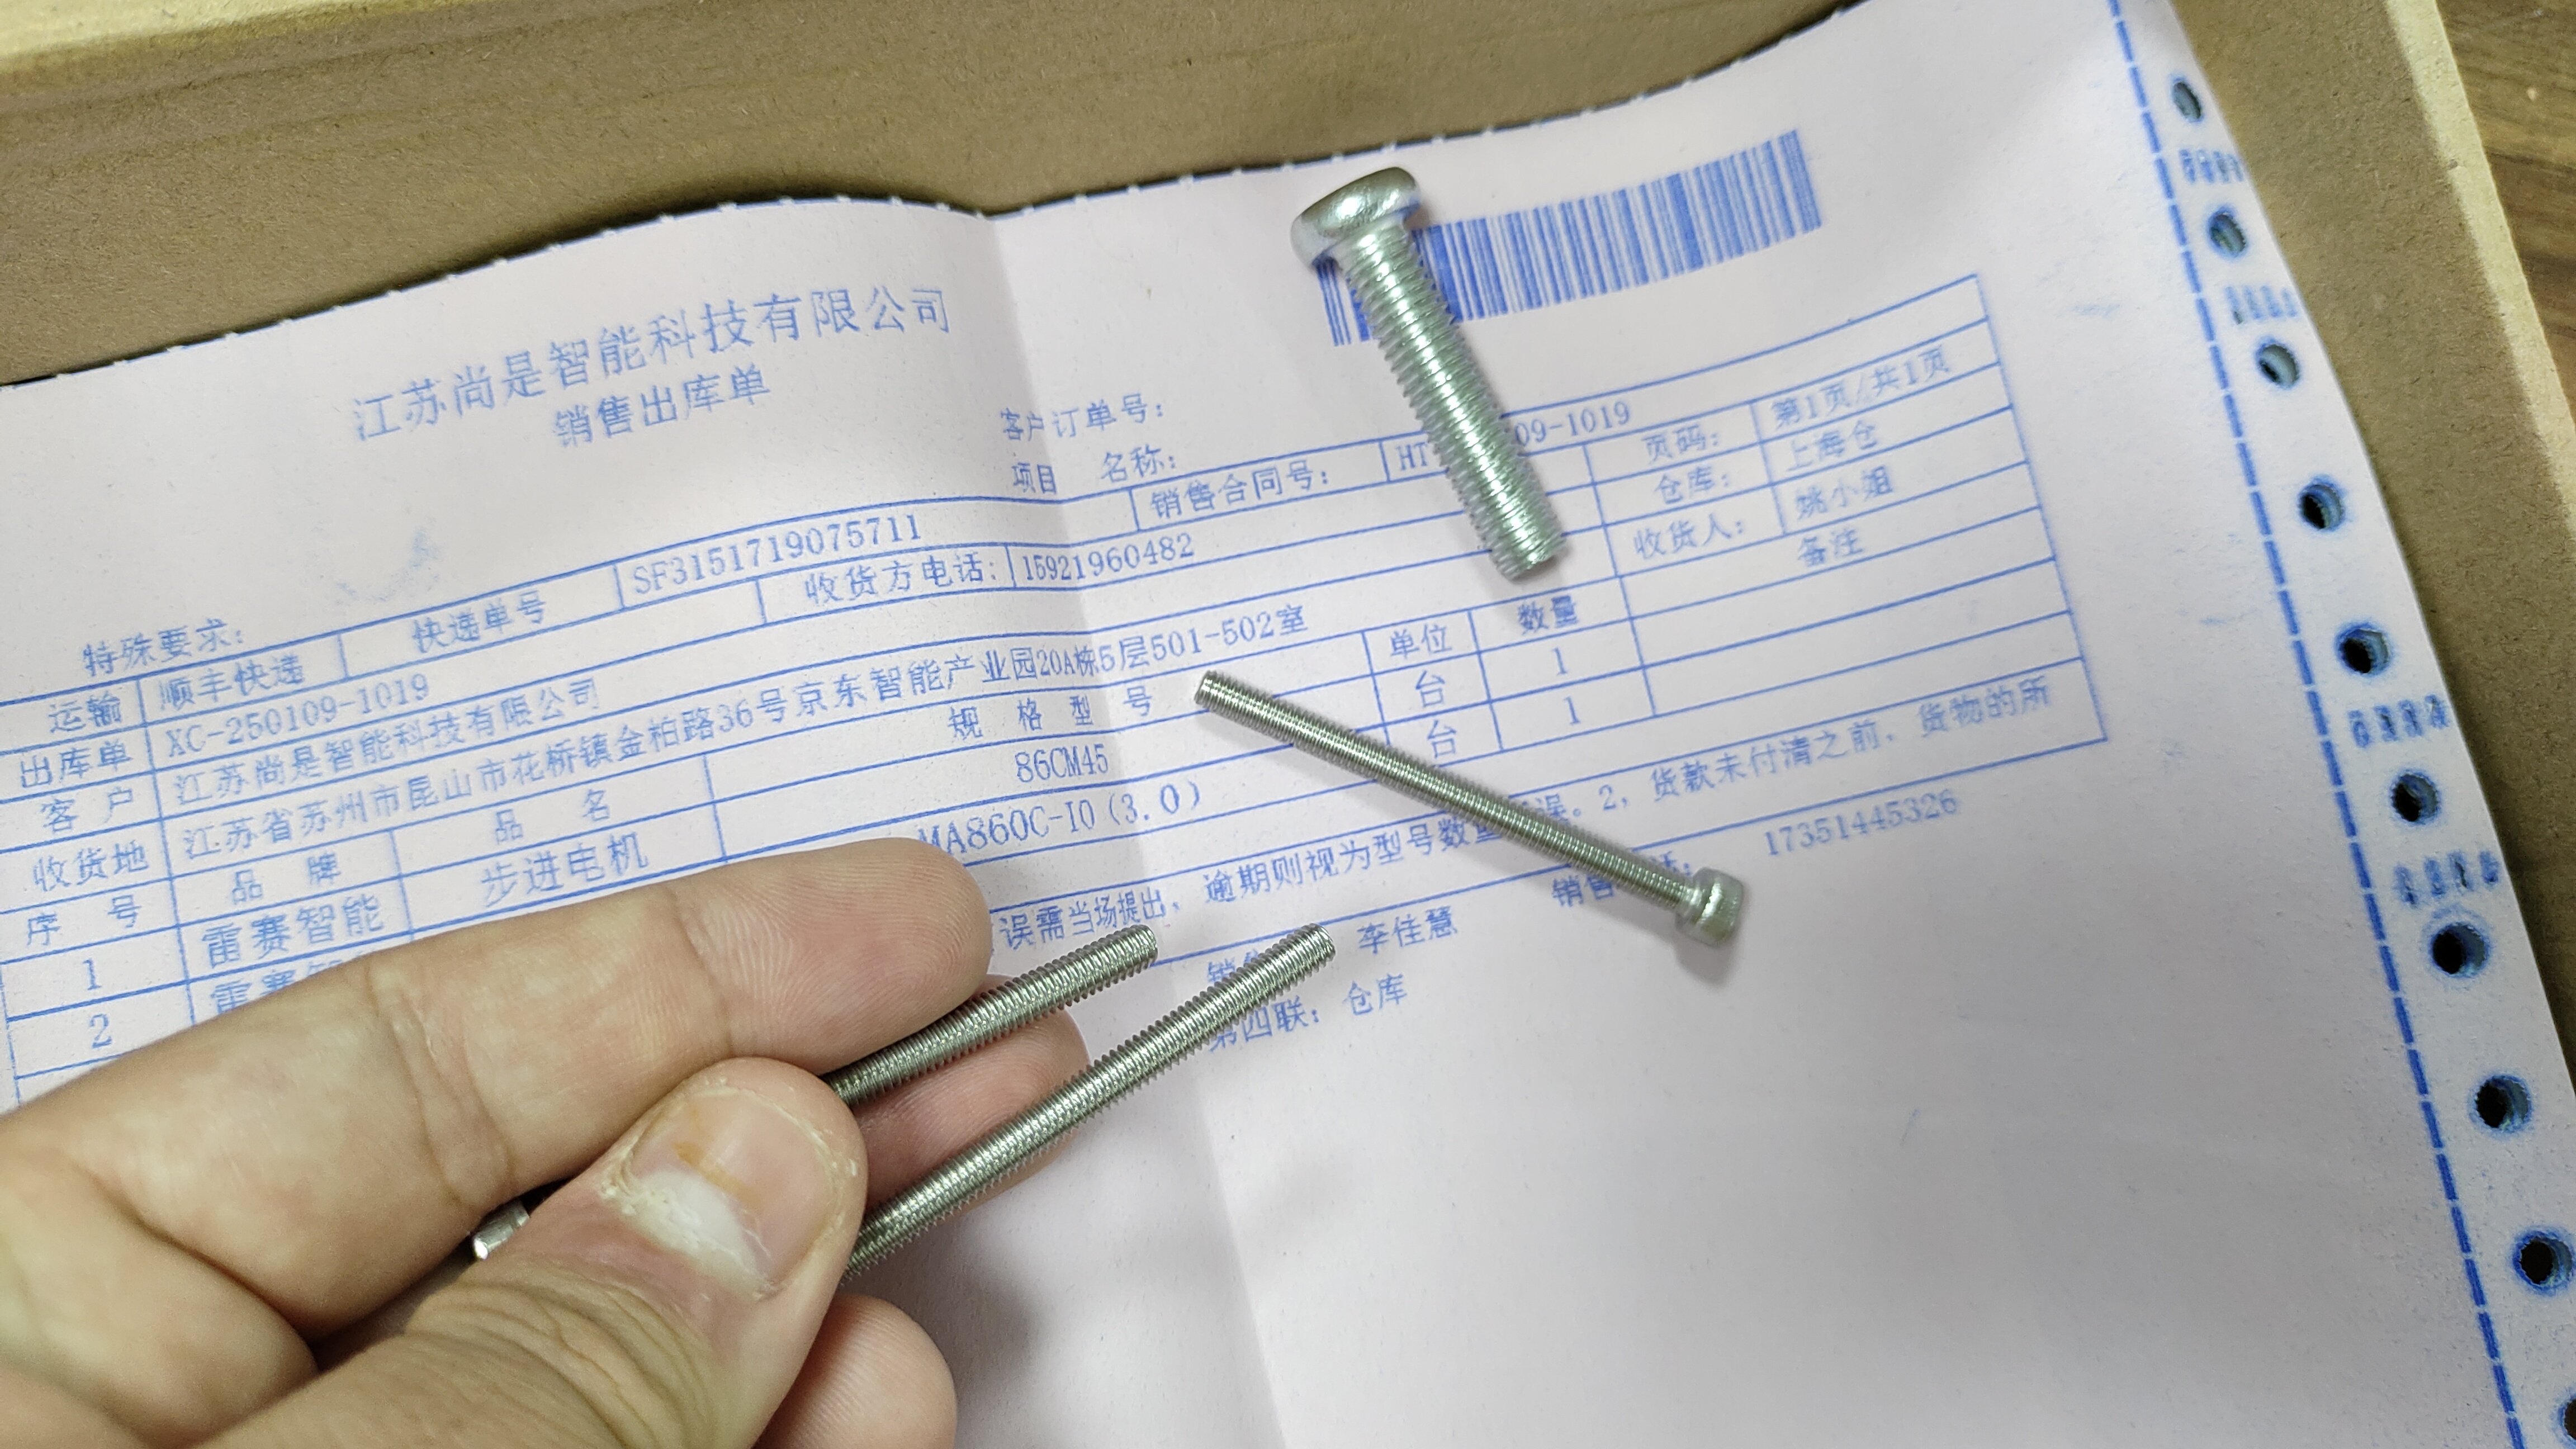 江苏尚是智能科技有限公司
销售出库单
客户订单号:
项目 名称:
特殊要求:
运输 顺丰快递 快递单号 SF3151719075711 销售合同号: HT 09-1019 页码: 第1页/共1页
出库单 XC-250109-1019 收货方电话: 15921960482 仓库: 上海仓
客 户 江苏尚是智能科技有限公司 收货人: 姚小姐
收货地 江苏省苏州市昆山市花桥镇金柏路36号京东智能产业园20A栋5层501-502室
序 号 品 牌 品 名 规 格 型 号 单位 数量 备注
1 雷赛智能 步进电机 86CM45 台 1
2 雷赛 MA860C-IO(3.0) 台 1
误需当场提出、逾期则视为型号数量 误。2, 货款未付清之前、货物的所
销 李佳慧 销售 : 17351445326
第四联: 仓库